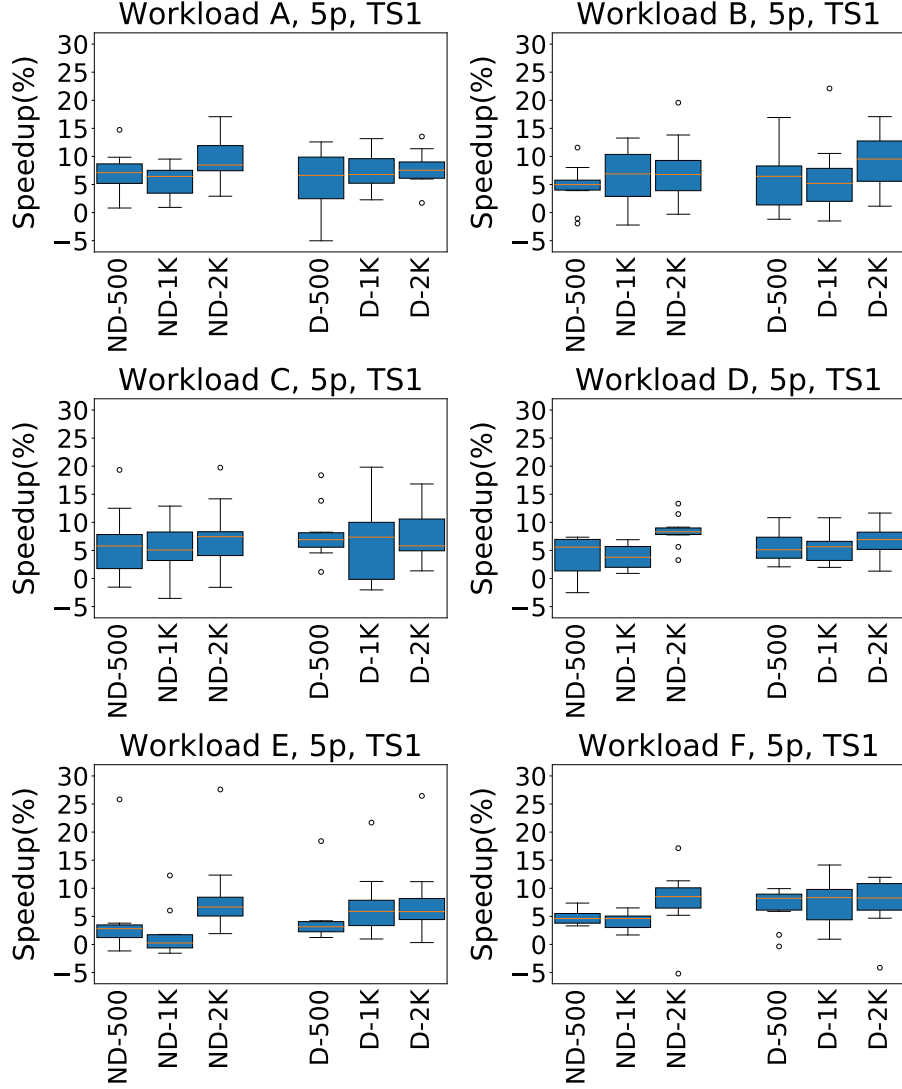 Workload A, 5p, TS1
Speedup(%)
30
25
20
15
10
5
0
−5
ND-500
ND-1K
ND-2K
D-500
D-1K
D-2K
Workload B, 5p, TS1
Speedup(%)
30
25
20
15
10
5
0
−5
ND-500
ND-1K
ND-2K
D-500
D-1K
D-2K
Workload C, 5p, TS1
Speedup(%)
30
25
20
15
10
5
0
−5
ND-500
ND-1K
ND-2K
D-500
D-1K
D-2K
Workload D, 5p, TS1
Speedup(%)
30
25
20
15
10
5
0
−5
ND-500
ND-1K
ND-2K
D-500
D-1K
D-2K
Workload E, 5p, TS1
Speedup(%)
30
25
20
15
10
5
0
−5
ND-500
ND-1K
ND-2K
D-500
D-1K
D-2K
Workload F, 5p, TS1
Speedup(%)
30
25
20
15
10
5
0
−5
ND-500
ND-1K
ND-2K
D-500
D-1K
D-2K